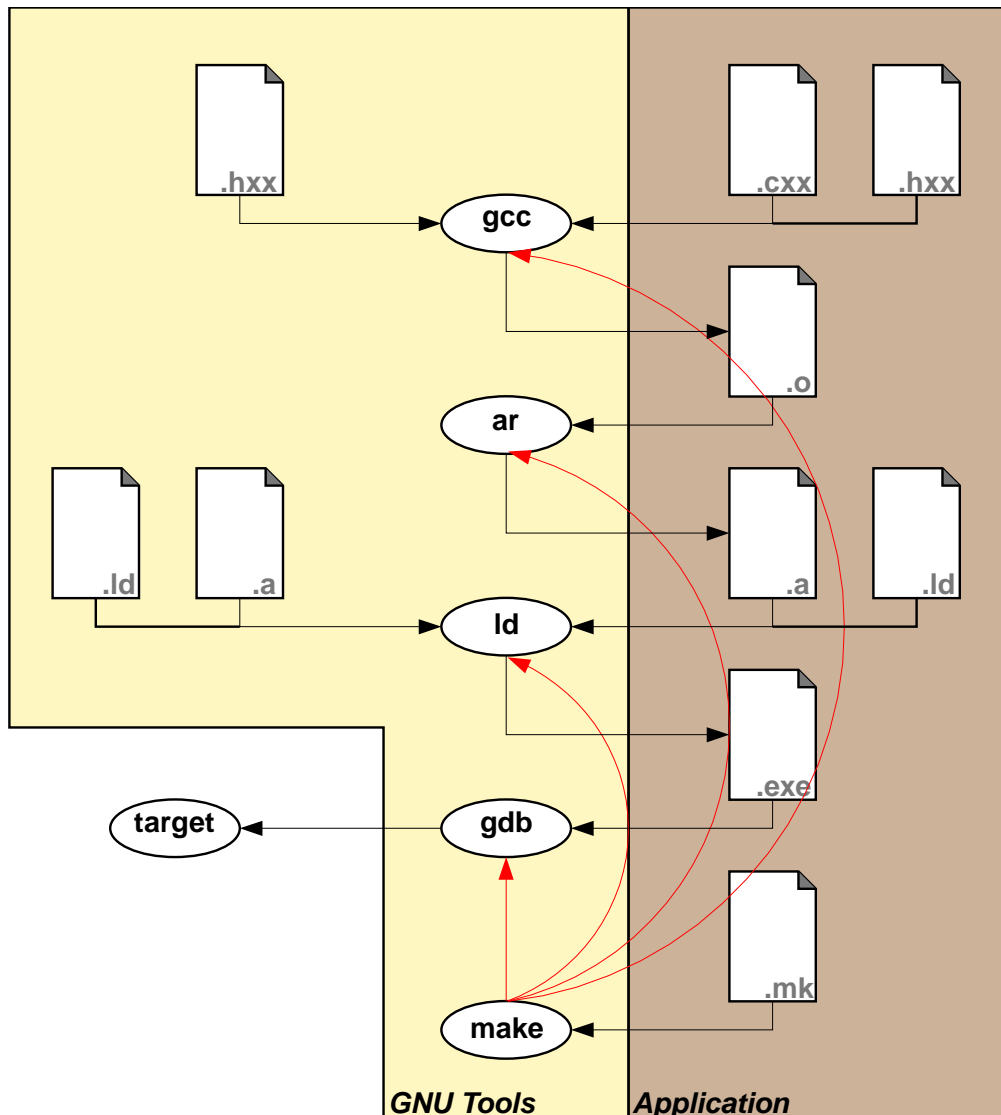 .hxx
.cxx
.hxx
gcc
.o
ar
.ld
.a
.a
.ld
ld
.exe
target
gdb
.mk
make
GNU Tools
Application